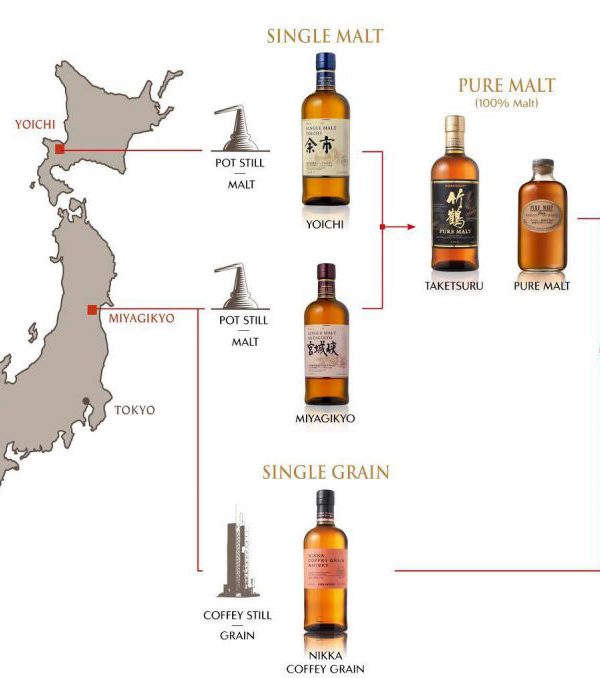 SINGLE MALT
PURE MALT
(100% Malt)
YOICHI
POT STILL
MALT
SINGLE MALT
YOICHI
余市
YOICHI
竹鶴
PURE MALT
TAKETSURU
PURE MALT
PURE MALT
MIYAGIKYO
POT STILL
MALT
SINGLE MALT
MIYAGIKYO
宮城峡
MIYAGIKYO
TOKYO
SINGLE GRAIN
NIKKA
COFFEY GRAIN
WHISKY
COFFEY STILL
GRAIN
NIKKA
COFFEY GRAIN